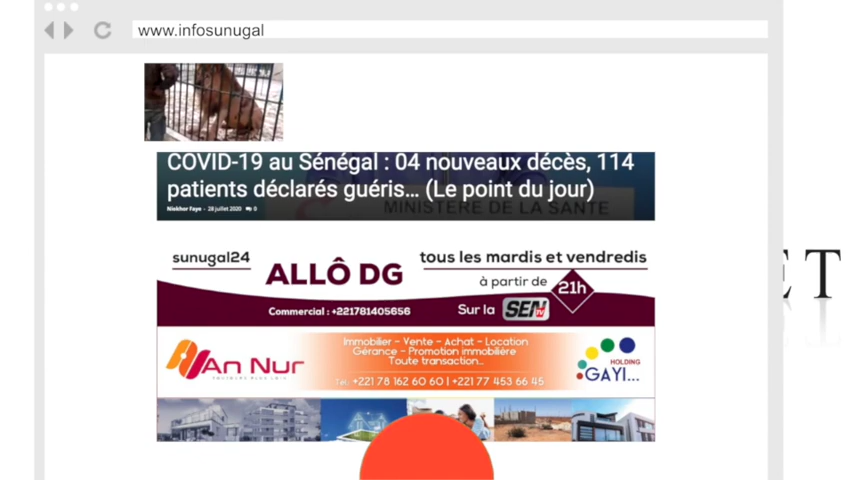 www.infosunugal
COVID-19 au Sénégal : 04 nouveaux décès, 114
patients déclarés guéris... (Le point du jour)
Niokhor Faye - 28 juillet 2020 0
MINISTERE DE LA SANTE
sunugal24
ALLÔ DG
tous les mardis et vendredis
à partir de
21h
Commercial : +221781405656
Sur la SEN TV
An Nur
Immobilier - Vente - Achat - Location
Gérance - Promotion immobilière
Toute transaction...
Tél: +221 78 162 60 60 | +221 77 453 66 45
HOLDING
GAYI...
ET